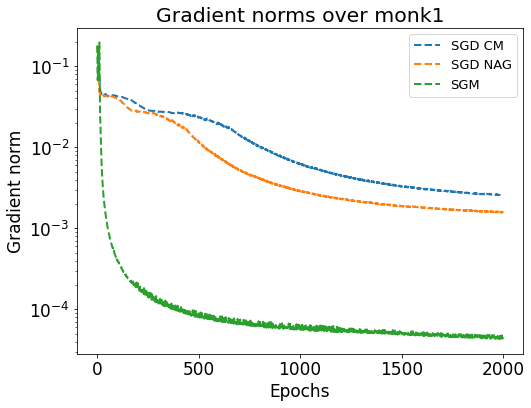 Gradient norms over monk1
SGD CM
SGD NAG
SGM
Gradient norm
10⁻¹
10⁻²
10⁻³
10⁻⁴
0
500
1000
1500
2000
Epochs